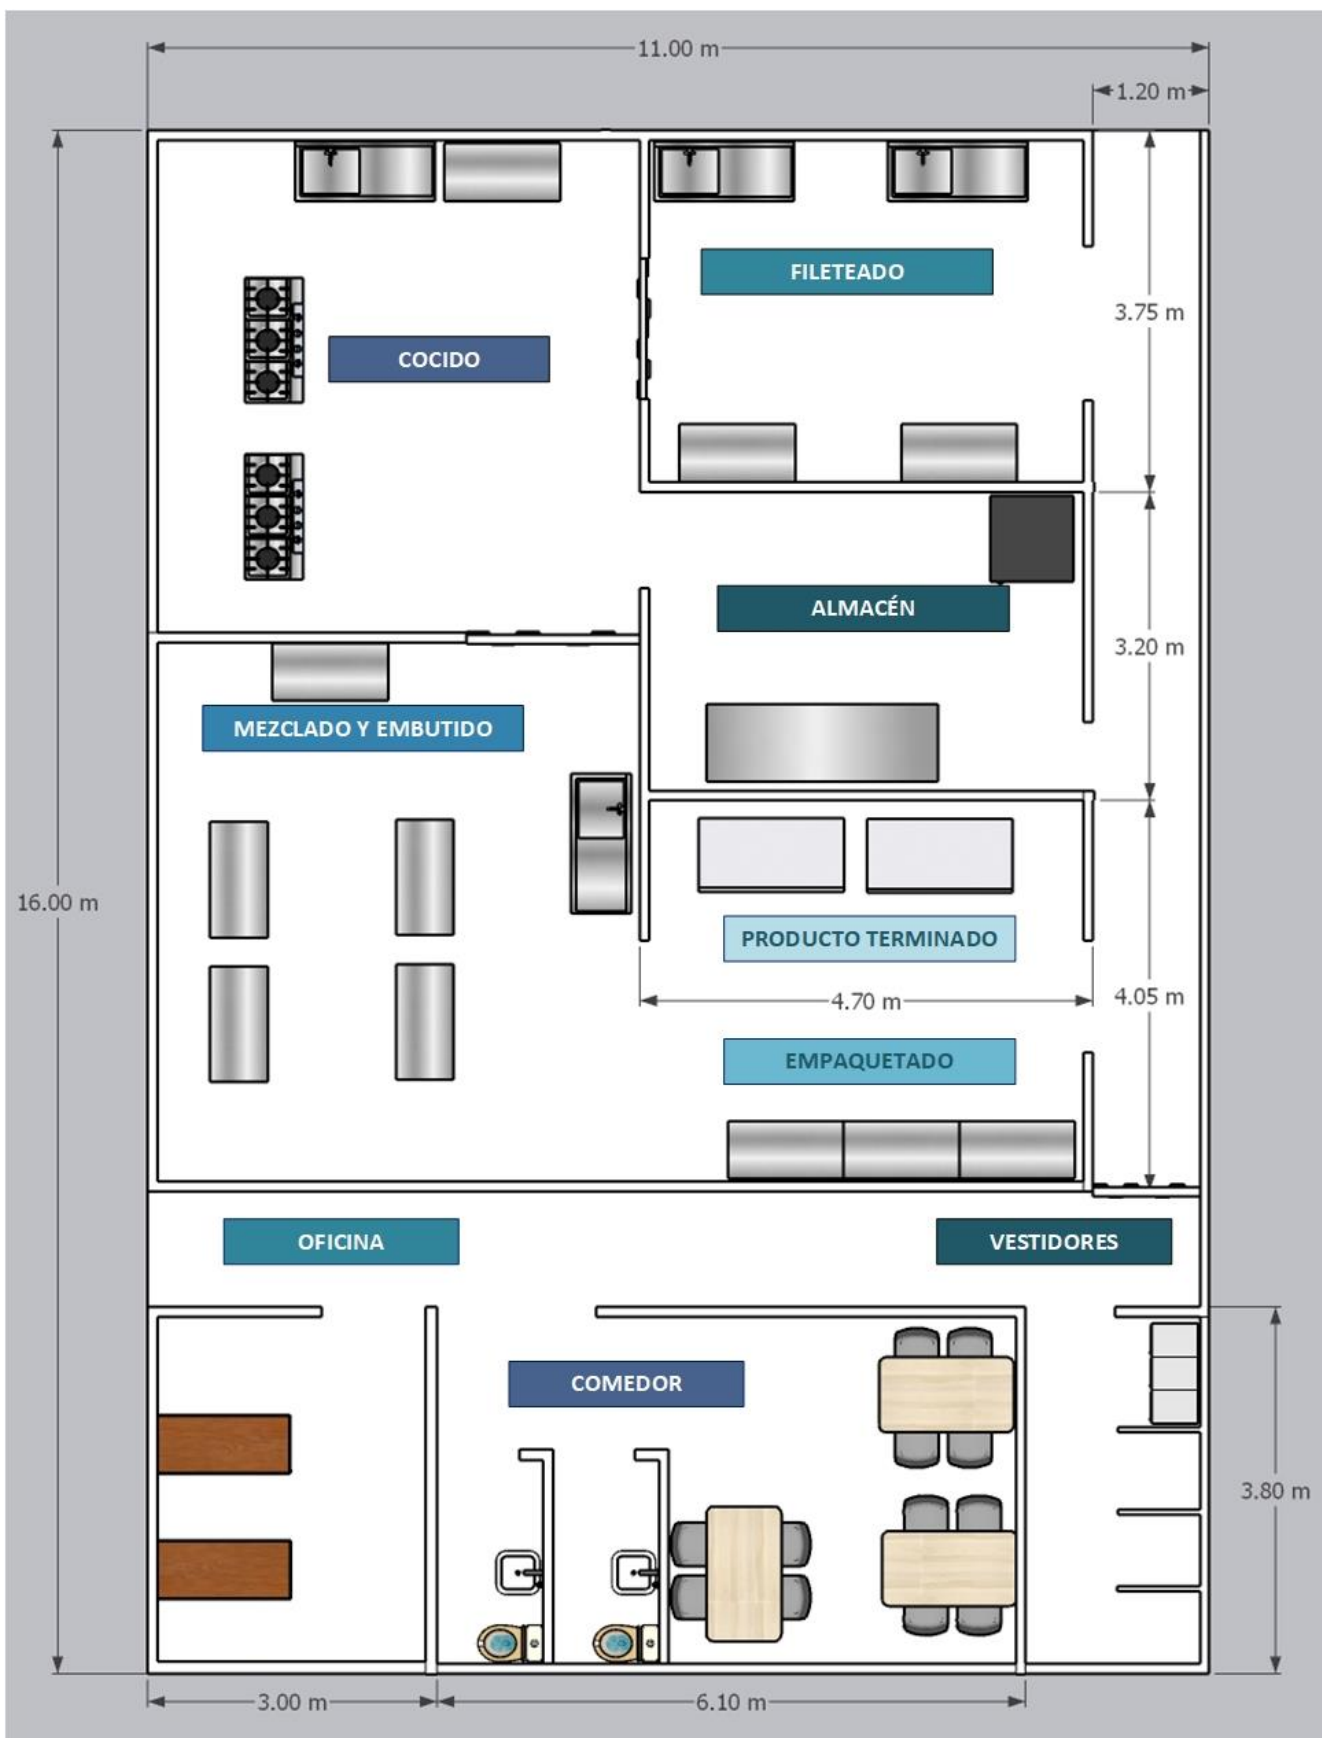 11.00 m
1.20 m
FILETEADO
3.75 m
COCIDO
ALMACÉN
3.20 m
MEZCLADO Y EMBUTIDO
16.00 m
PRODUCTO TERMINADO
4.70 m
4.05 m
EMPAQUETADO
OFICINA
VESTIDORES
COMEDOR
3.80 m
3.00 m
6.10 m